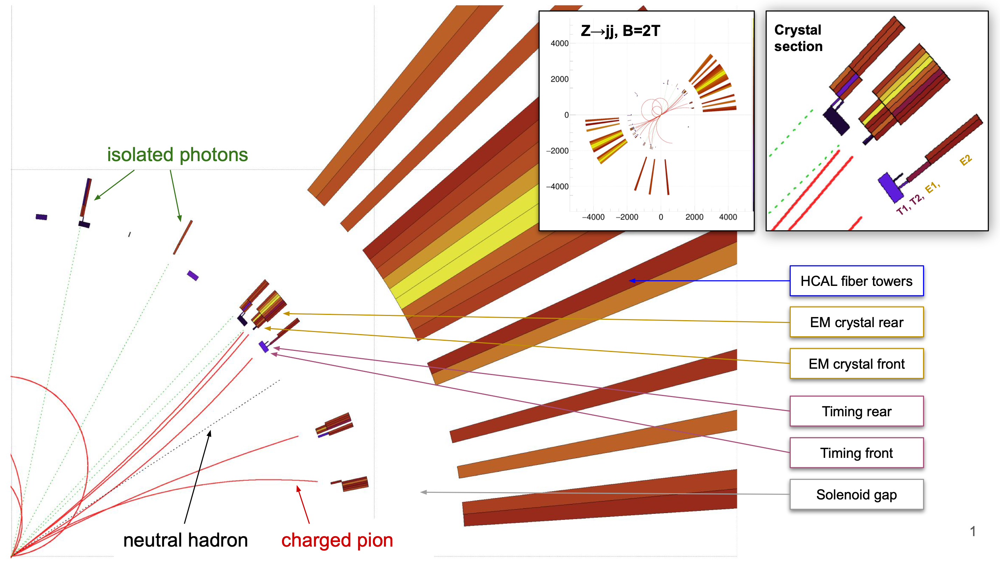 Z→jj, B=2T
4000
2000
0
−2000
−4000
−4000 −2000 0 2000 4000
Crystal
section
E2
E1,
T1, T2,
isolated photons
HCAL fiber towers
EM crystal rear
EM crystal front
Timing rear
Timing front
Solenoid gap
neutral hadron
charged pion
1